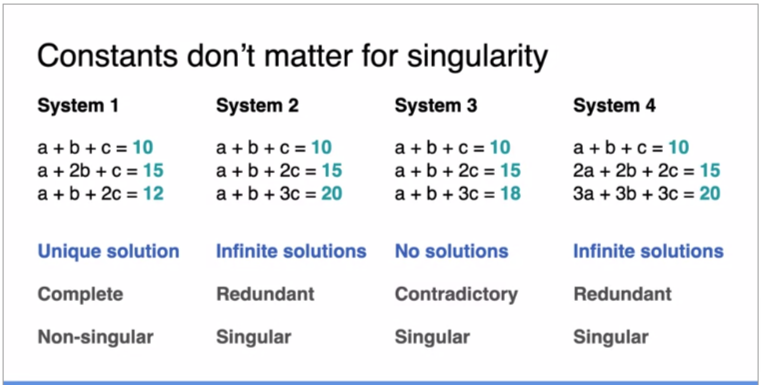 Constants don't matter for singularity
System 1
a + b + c = 10
a + 2b + c = 15
a + b + 2c = 12
Unique solution
Complete
Non-singular
System 2
a + b + c = 10
a + b + 2c = 15
a + b + 3c = 20
Infinite solutions
Redundant
Singular
System 3
a + b + c = 10
a + b + 2c = 15
a + b + 3c = 18
No solutions
Contradictory
Singular
System 4
a + b + c = 10
2a + 2b + 2c = 15
3a + 3b + 3c = 20
Infinite solutions
Redundant
Singular